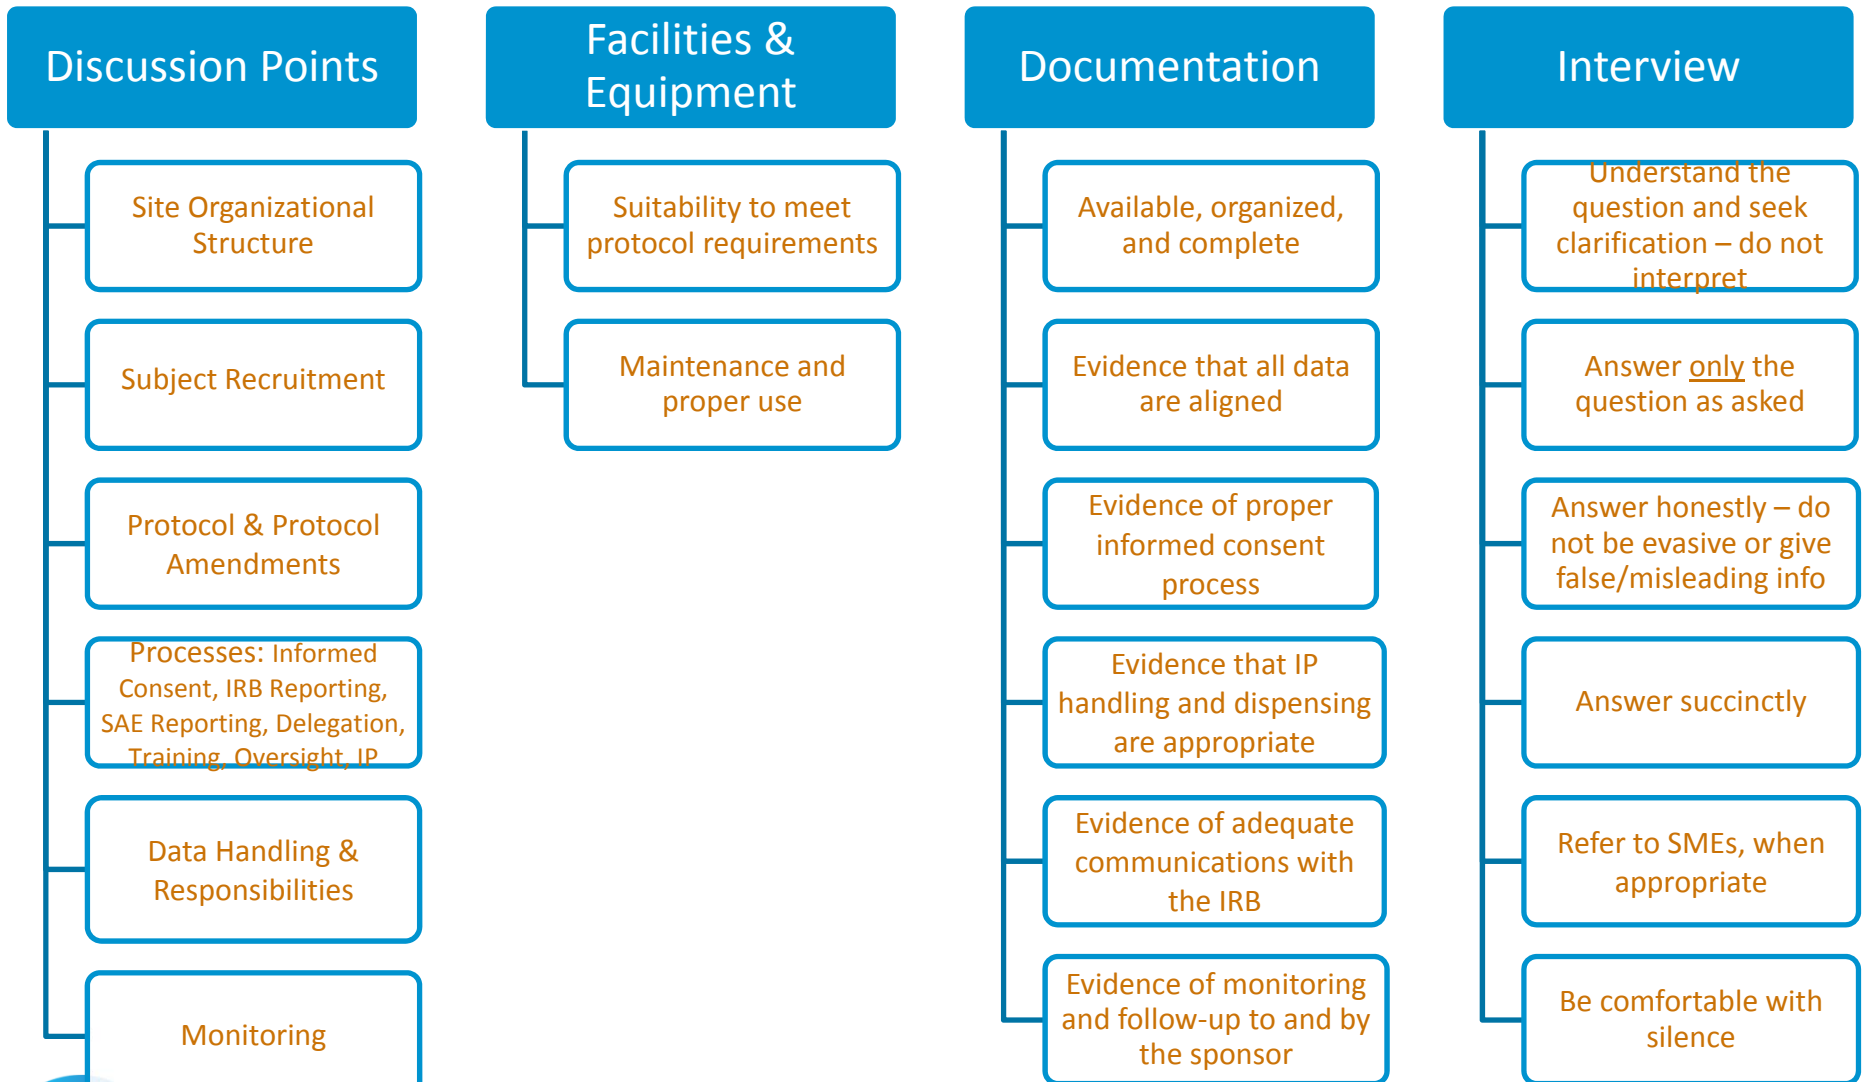 Discussion Points
Site Organizational
Structure
Subject Recruitment
Protocol & Protocol
Amendments
Processes: Informed
Consent, IRB Reporting,
SAE Reporting, Delegation,
Training, Oversight, IP
Data Handling &
Responsibilities
Monitoring
Facilities &
Equipment
Suitability to meet
protocol requirements
Maintenance and
proper use
Documentation
Available, organized,
and complete
Evidence that all data
are aligned
Evidence of proper
informed consent
process
Evidence that IP
handling and dispensing
are appropriate
Evidence of adequate
communications with
the IRB
Evidence of monitoring
and follow-up to and by
the sponsor
Interview
Understand the
question and seek
clarification – do not
interpret
Answer only the
question as asked
Answer honestly – do
not be evasive or give
false/misleading info
Answer succinctly
Refer to SMEs, when
appropriate
Be comfortable with
silence